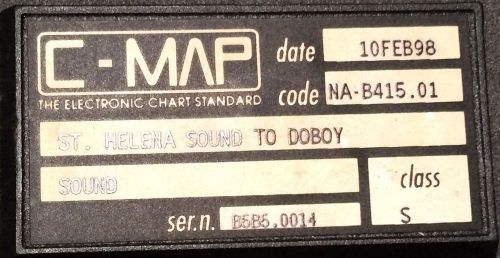 C-MAP
THE ELECTRONIC CHART STANDARD
date 10FEB98
code NA-B415.01
ST. HELENA SOUND TO DOBOY
SOUND
class
S
ser.n. B5B5.0014